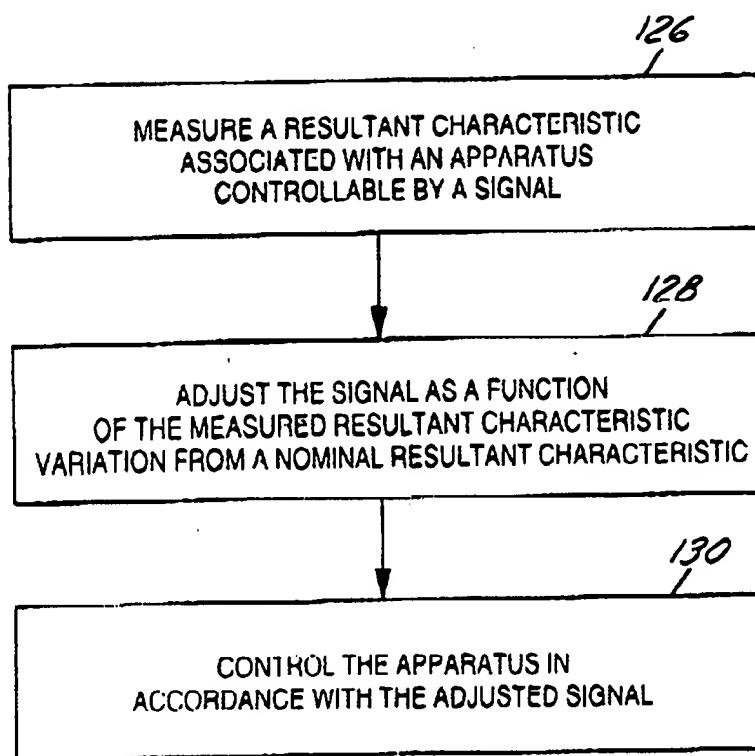 126
MEASURE A RESULTANT CHARACTERISTIC
ASSOCIATED WITH AN APPARATUS
CONTROLLABLE BY A SIGNAL
128
ADJUST THE SIGNAL AS A FUNCTION
OF THE MEASURED RESULTANT CHARACTERISTIC
VARIATION FROM A NOMINAL RESULTANT CHARACTERISTIC
130
CONTROL THE APPARATUS IN
ACCORDANCE WITH THE ADJUSTED SIGNAL